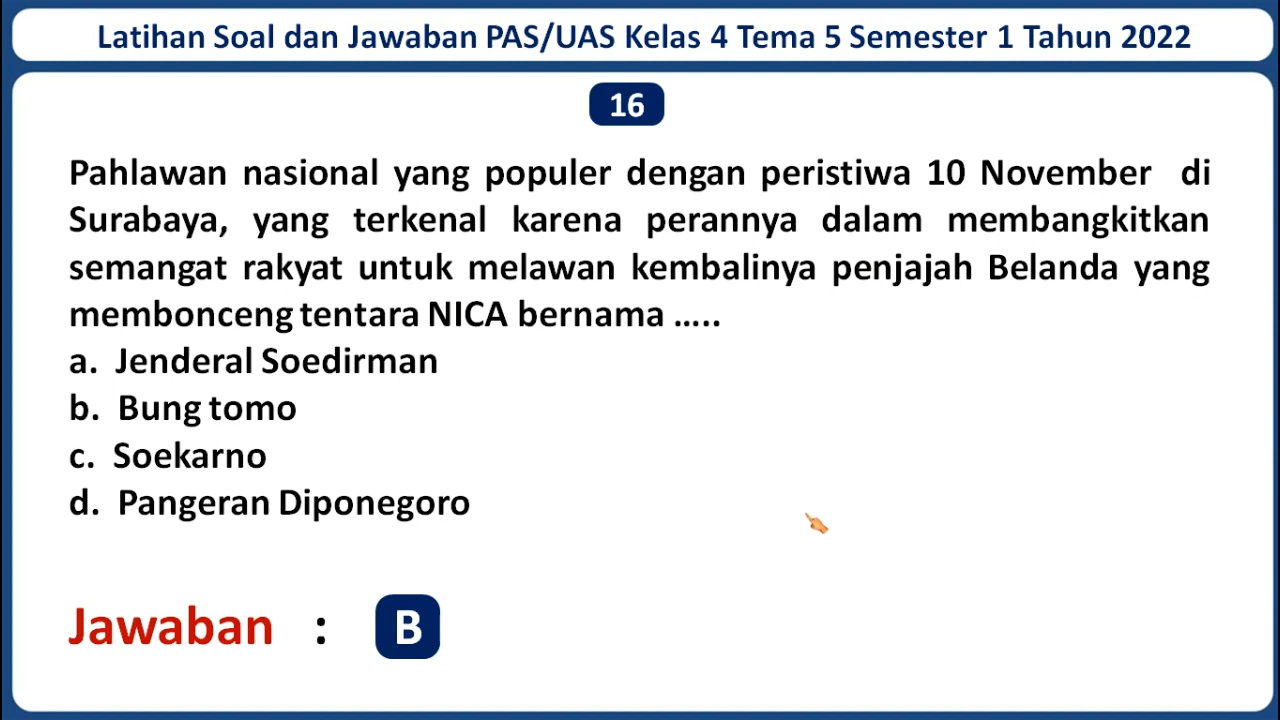 Latihan Soal dan Jawaban PAS/UAS Kelas 4 Tema 5 Semester 1 Tahun 2022
16
Pahlawan nasional yang populer dengan peristiwa 10 November di
Surabaya, yang terkenal karena perannya dalam membangkitkan
semangat rakyat untuk melawan kembalinya penjajah Belanda yang
membonceng tentara NICA bernama .....
a. Jenderal Soedirman
b. Bung tomo
c. Soekarno
d. Pangeran Diponegoro
Jawaban : B